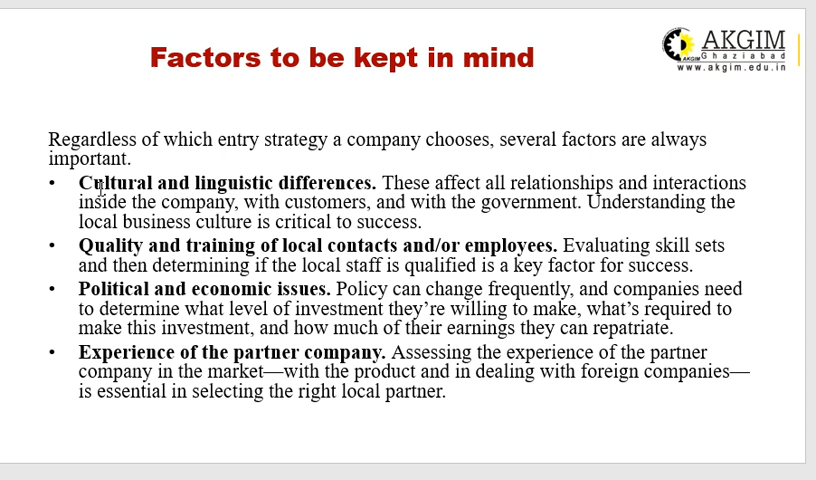 Factors to be kept in mind
AKGIM
Ghaziabad
AKGIM
www.akgim.edu.in
Regardless of which entry strategy a company chooses, several factors are always
important.
• Cultural and linguistic differences. These affect all relationships and interactions
inside the company, with customers, and with the government. Understanding the
local business culture is critical to success.
• Quality and training of local contacts and/or employees. Evaluating skill sets
and then determining if the local staff is qualified is a key factor for success.
• Political and economic issues. Policy can change frequently, and companies need
to determine what level of investment they’re willing to make, what’s required to
make this investment, and how much of their earnings they can repatriate.
• Experience of the partner company. Assessing the experience of the partner
company in the market—with the product and in dealing with foreign companies—
is essential in selecting the right local partner.